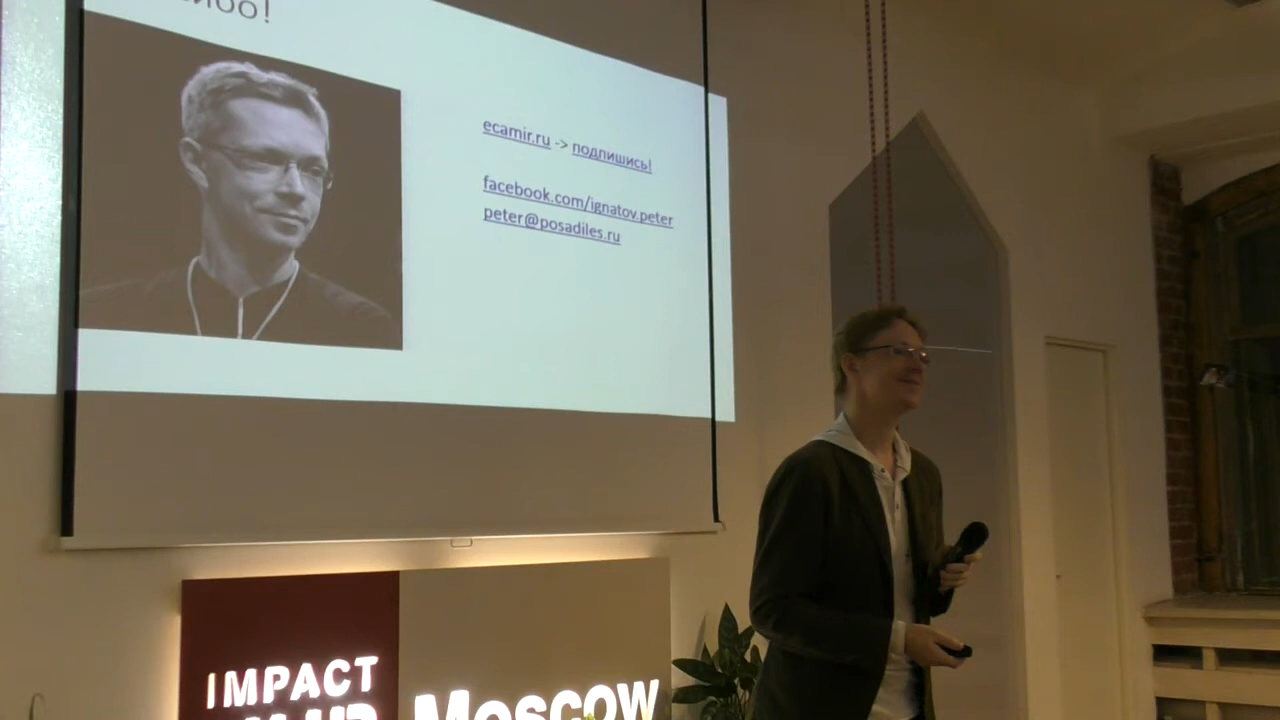 ecamir.ru -> подпишись!
facebook.com/ignatov.peter
peter@posadiles.ru
IMPACT
Moscow